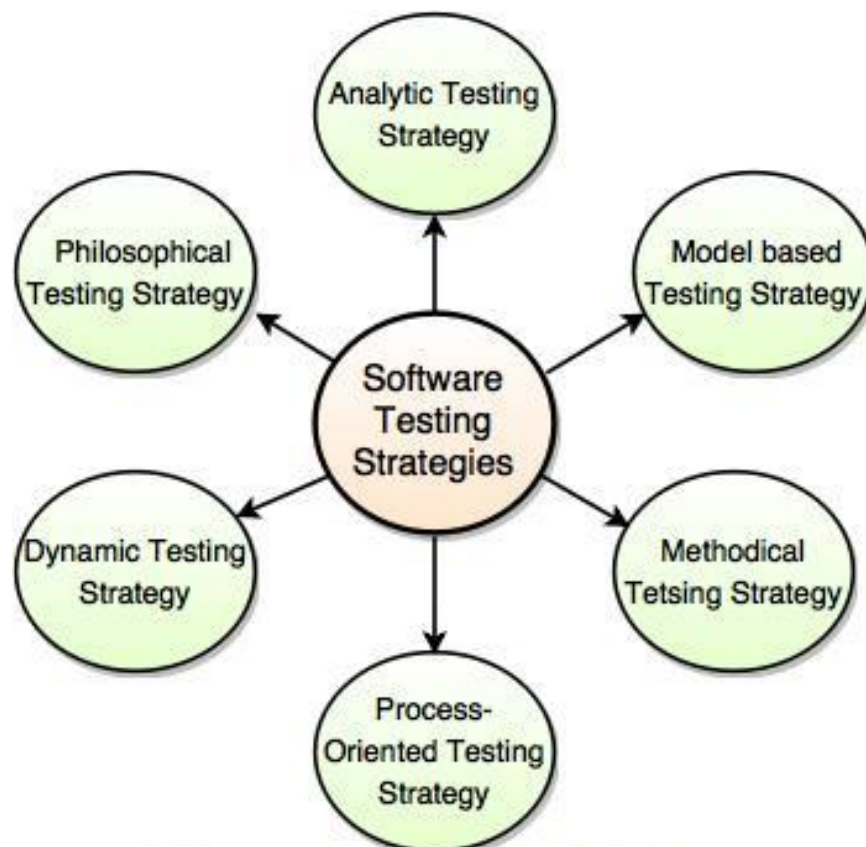 Analytic Testing
Strategy
Philosophical
Testing Strategy
Model based
Testing Strategy
Software
Testing
Strategies
Dynamic Testing
Strategy
Methodical
Tetsing Strategy
Process-
Oriented Testing
Strategy